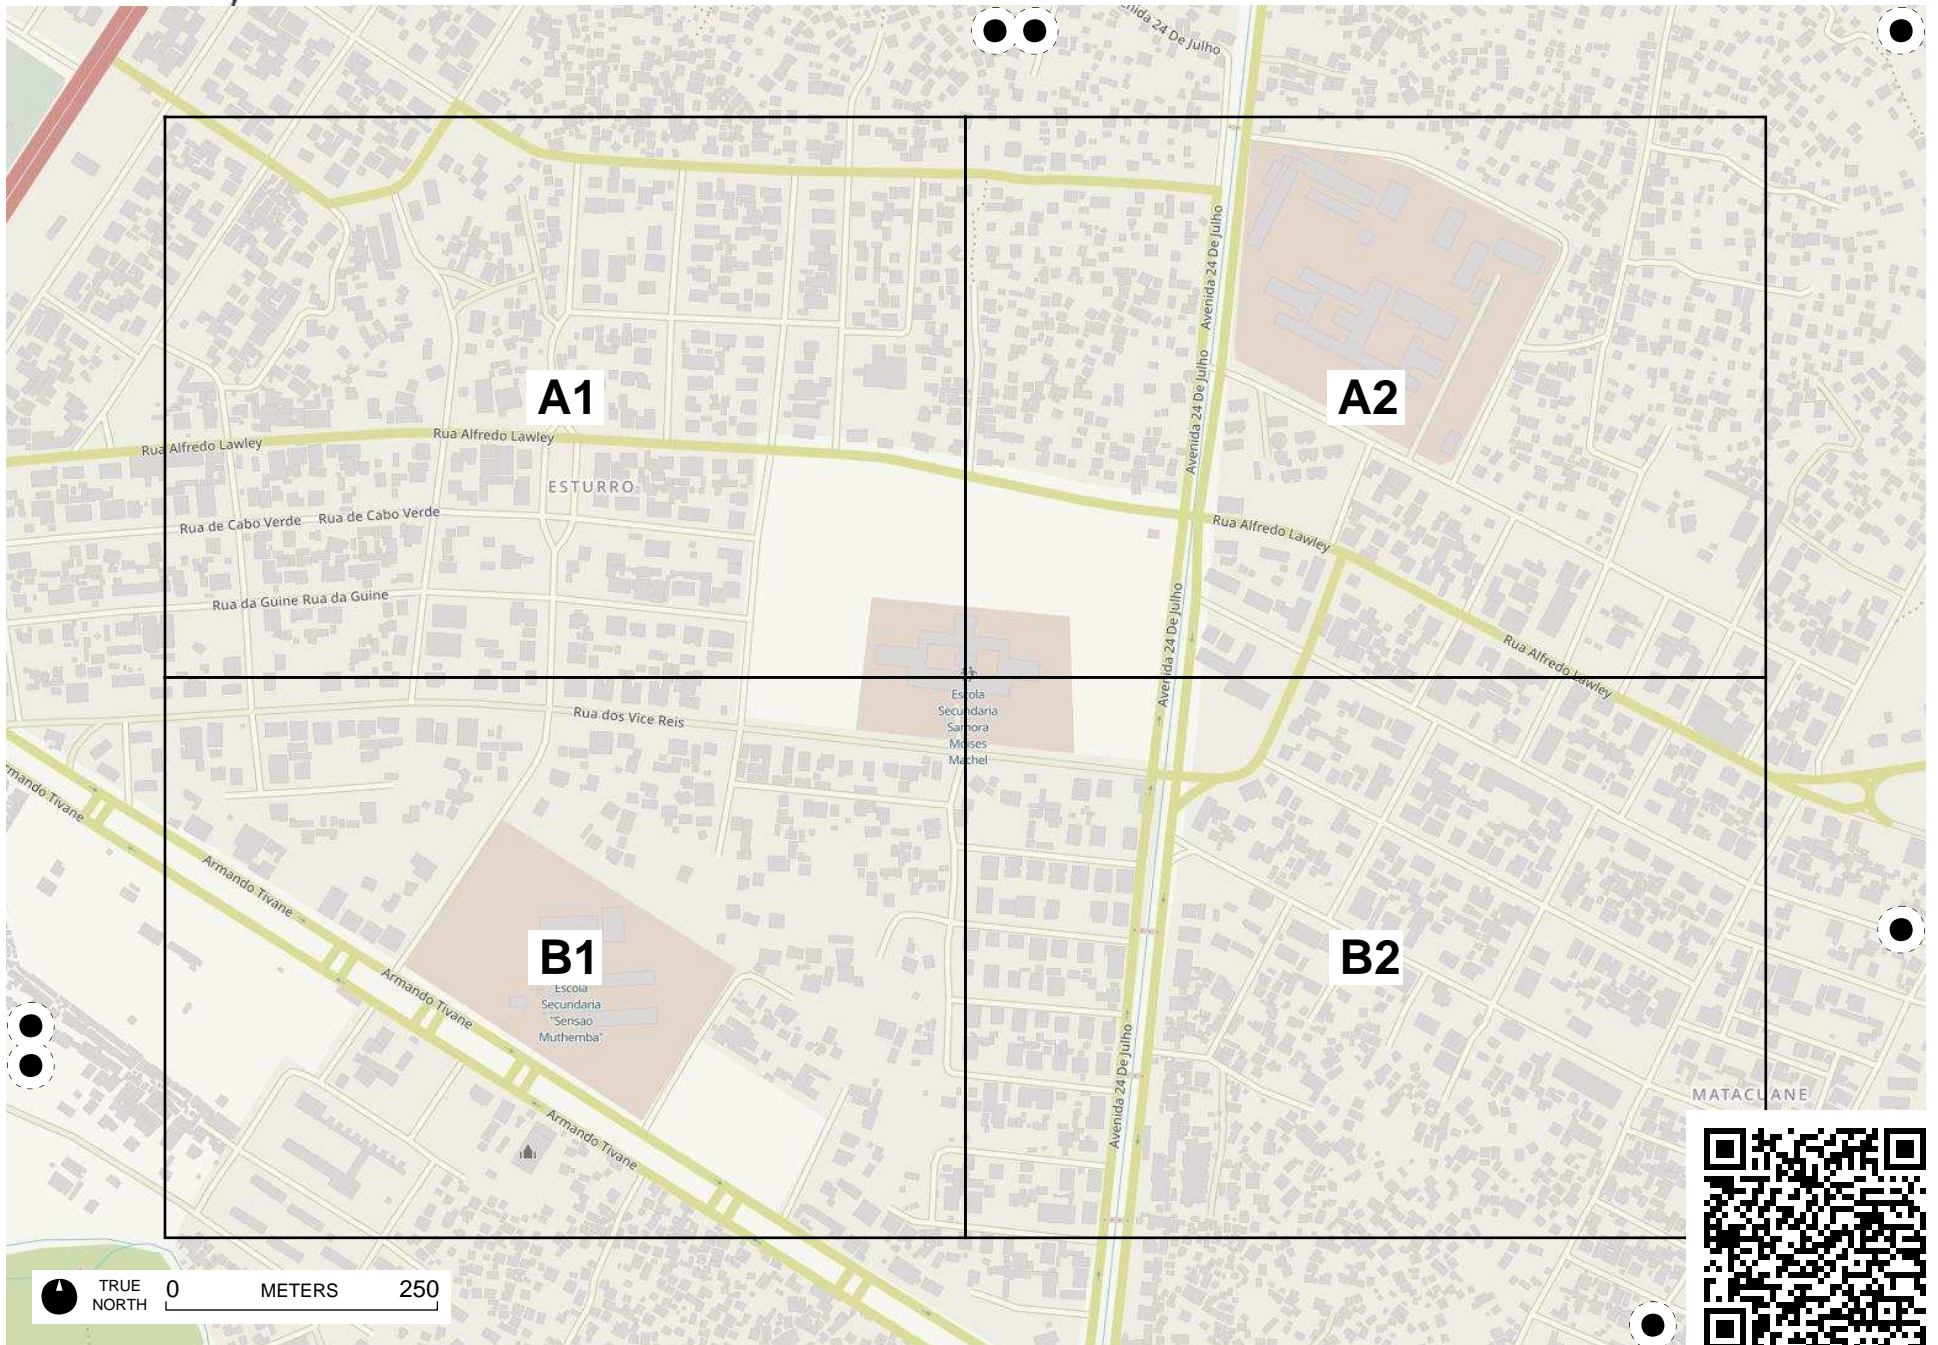 Avenida 24 De Julho
Avenida 24 De Julho
Avenida 24 De Julho
A1
A2
Rua Alfredo Lawley
Rua Alfredo Lawley
Avenida 24 De Julho
ESTURRO
Rua de Cabo Verde
Rua de Cabo Verde
Rua Alfredo Lawley
Rua da Guine
Rua da Guine
Avenida 24 De Julho
Rua Alfredo Lawley
Escola
Secundaria
Samora
Moises
Machel
Rua dos Vice Reis
Armando Tivane
Armando Tivane
B1
B2
Armando Tivane
Escola
Secundaria
"Sensao
Muthemba"
Avenida 24 De Julho
MATACUANE
Armando Tivane
TRUE
NORTH
0 METERS 250